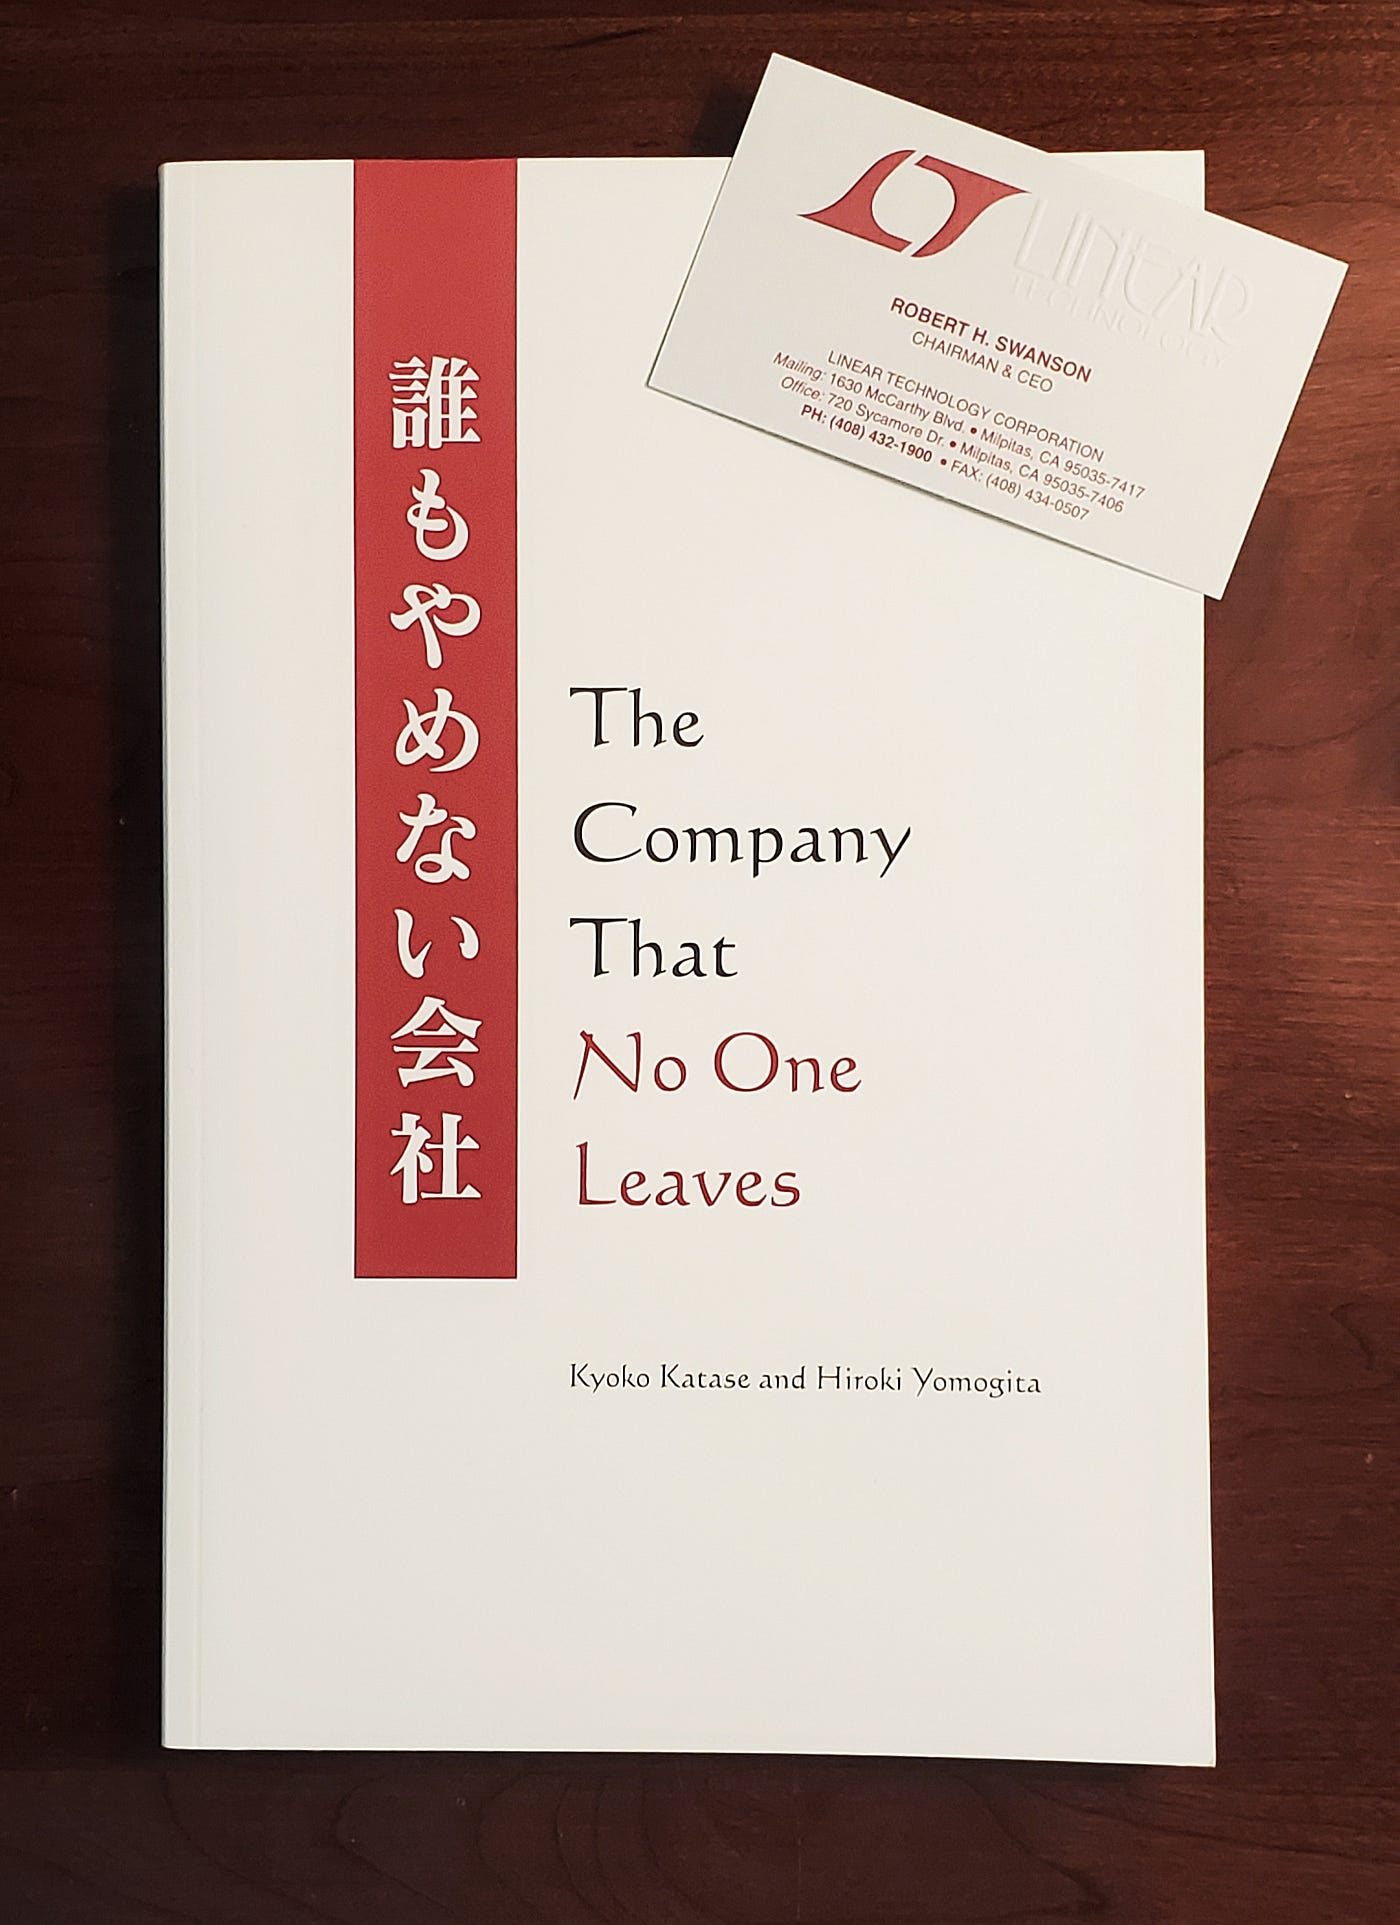 LINEAR
TECHNOLOGY
ROBERT H. SWANSON
CHAIRMAN & CEO
LINEAR TECHNOLOGY CORPORATION
Mailing: 1630 McCarthy Blvd. • Milpitas, CA 95035-7417
Office: 720 Sycamore Dr. • Milpitas, CA 95035-7406
PH: (408) 432-1900 • FAX: (408) 434-0507
誰もやめない会社
The
Company
That
No One
Leaves
Kyoko Katase and Hiroki Yomogita